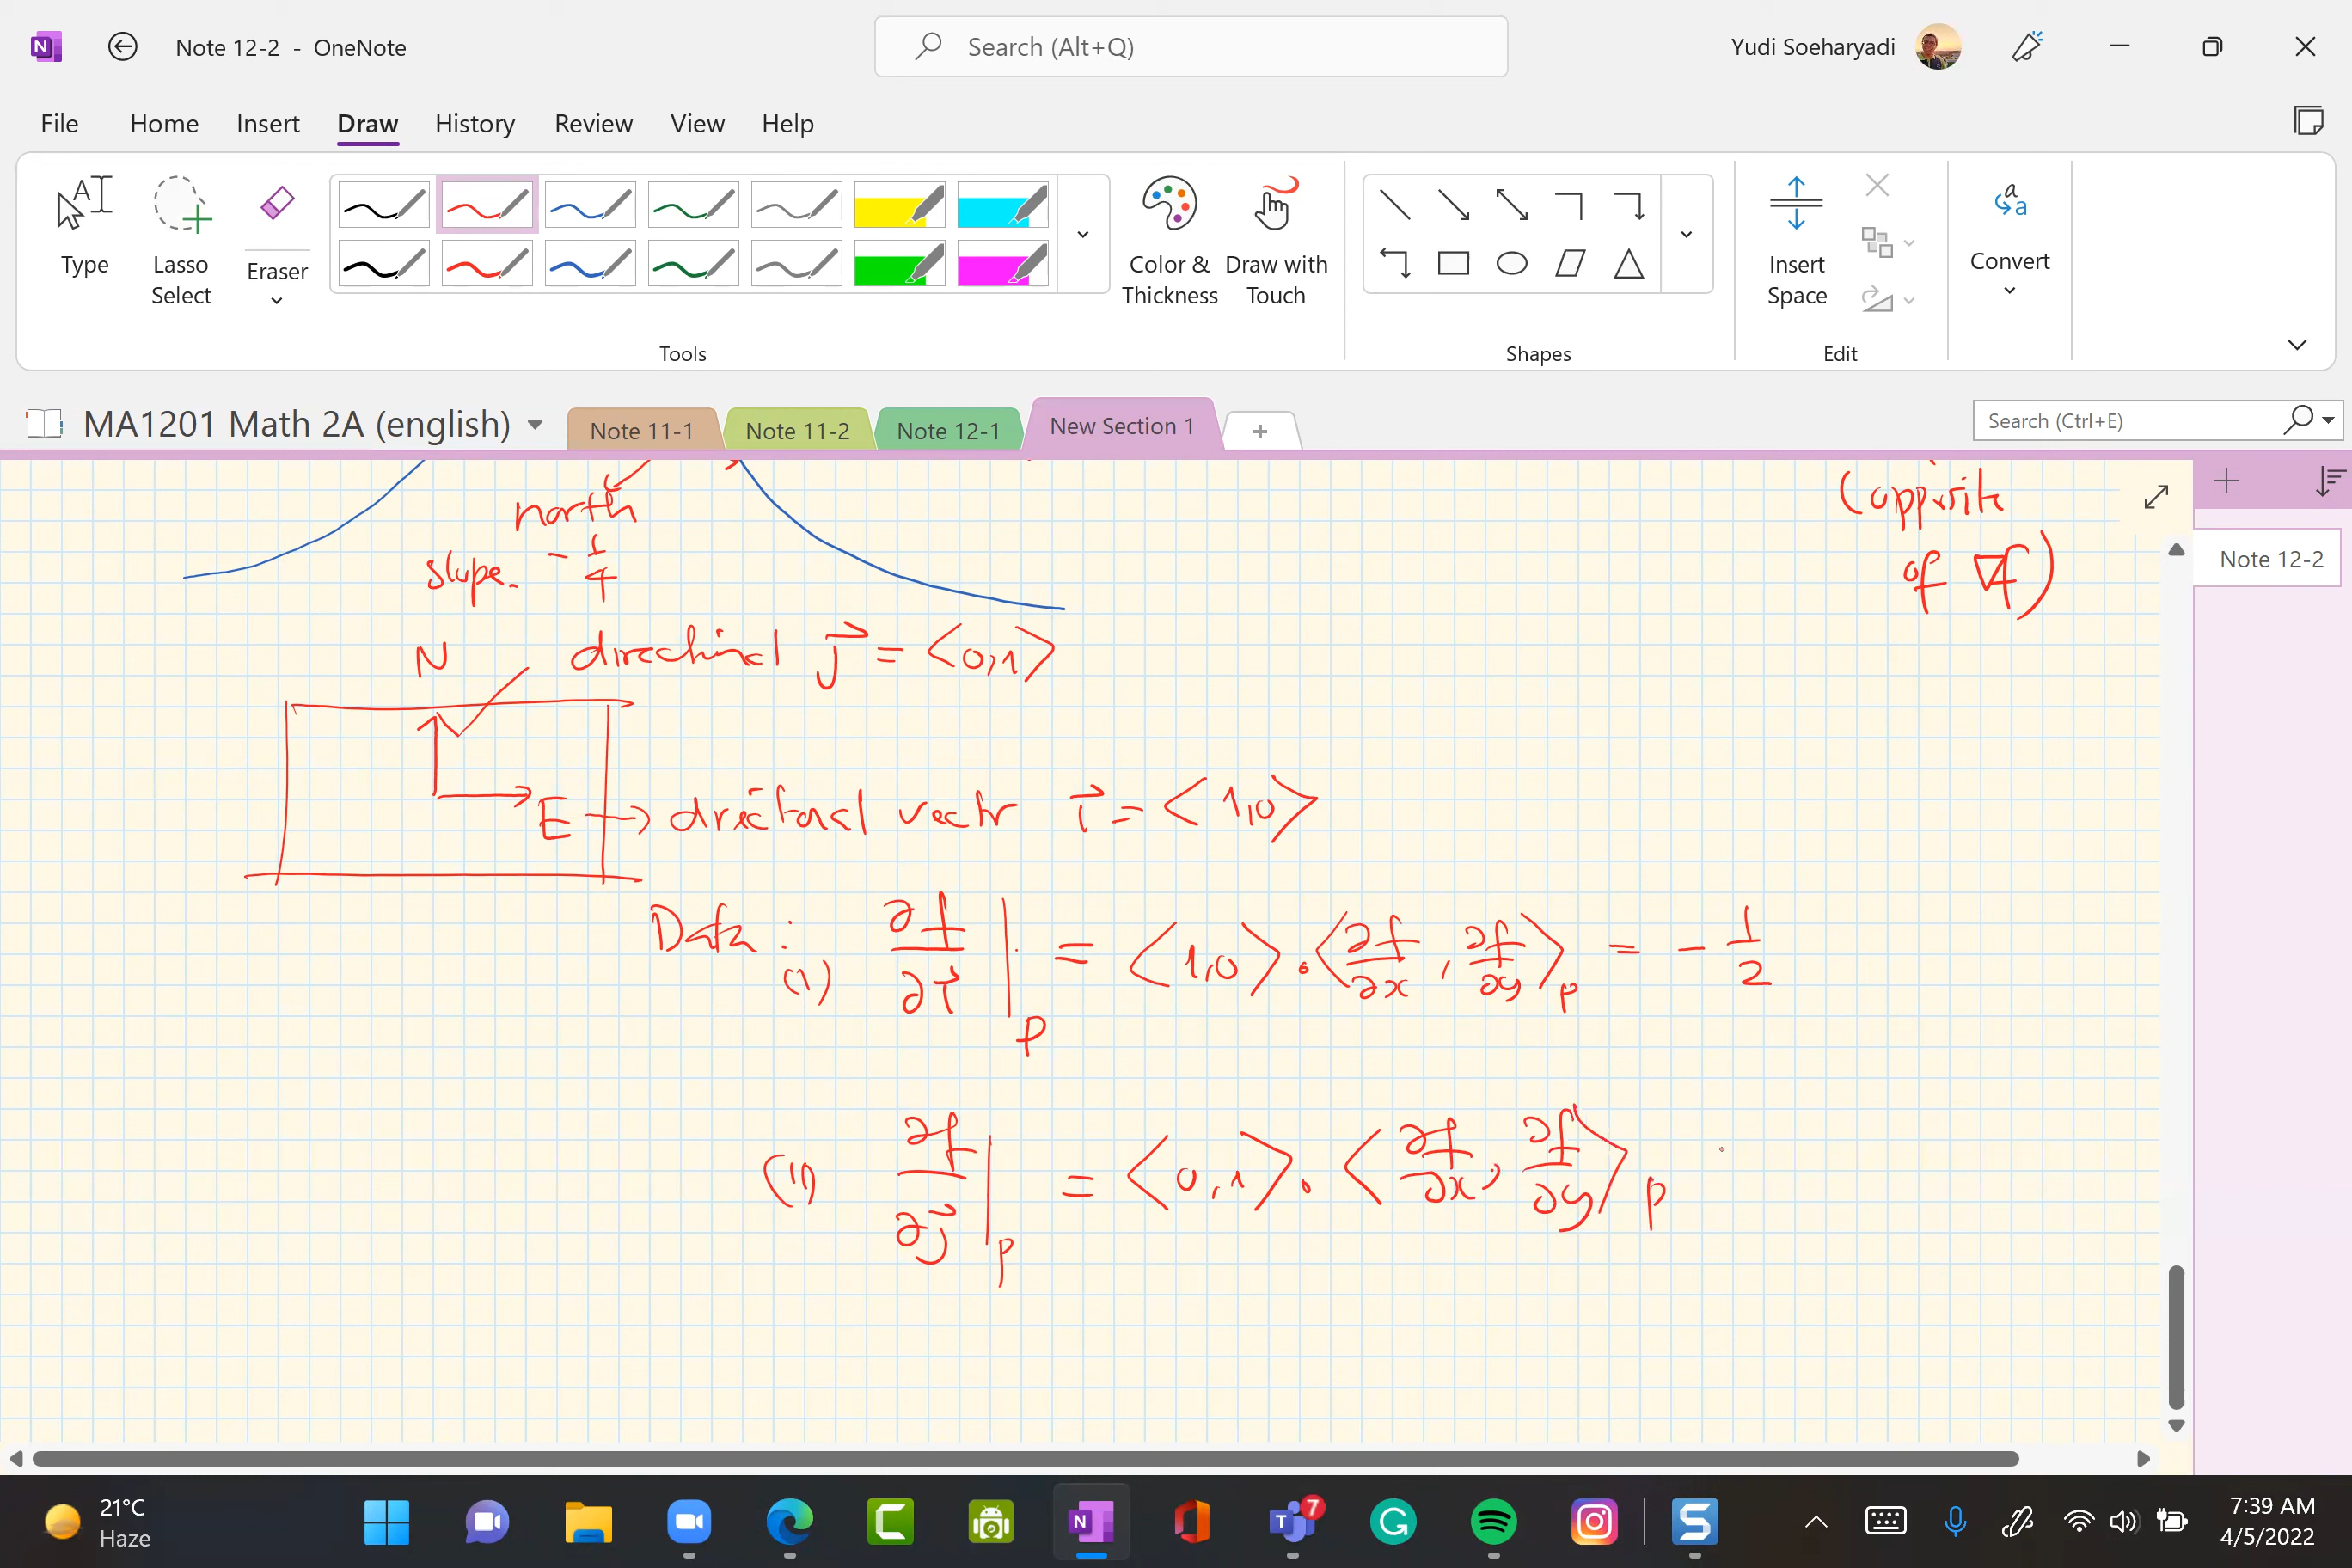 Note 12-2 - OneNote
Search (Alt+Q)
Yudi Soeharyadi
File Home Insert Draw History Review View Help
Type
Lasso Select
Eraser
Color & Thickness
Draw with Touch
Insert Space
Convert
Tools
Shapes
Edit
MA1201 Math 2A (english)
Note 11-1
Note 11-2
Note 12-1
New Section 1
Search (Ctrl+E)
Note 12-2
(opposite
of ∇f)
north
slope. - 1/4
N directional j⃗ = <0,1>
E → directional vector i⃗ = <1,0>
Data: (1) ∂f/∂i⃗ |p = <1,0> · <∂f/∂x, ∂f/∂y>p = - 1/2
(11) ∂f/∂j⃗ |p = <0,1> · <∂f/∂x, ∂f/∂y>p
21°C
Haze
7
7:39 AM
4/5/2022